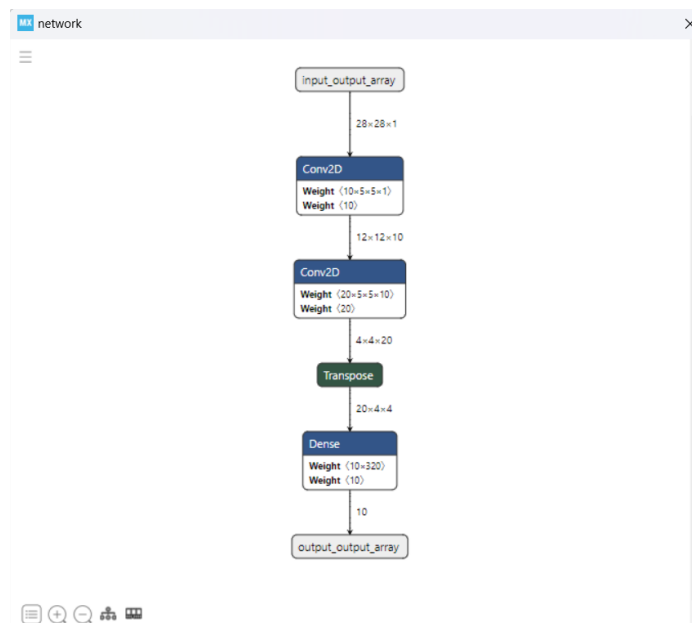 MX network
input_output_array
28×28×1
Conv2D
Weight 〈10×5×5×1〉
Weight 〈10〉
12×12×10
Conv2D
Weight 〈20×5×5×10〉
Weight 〈20〉
4×4×20
Transpose
20×4×4
Dense
Weight 〈10×320〉
Weight 〈10〉
10
output_output_array